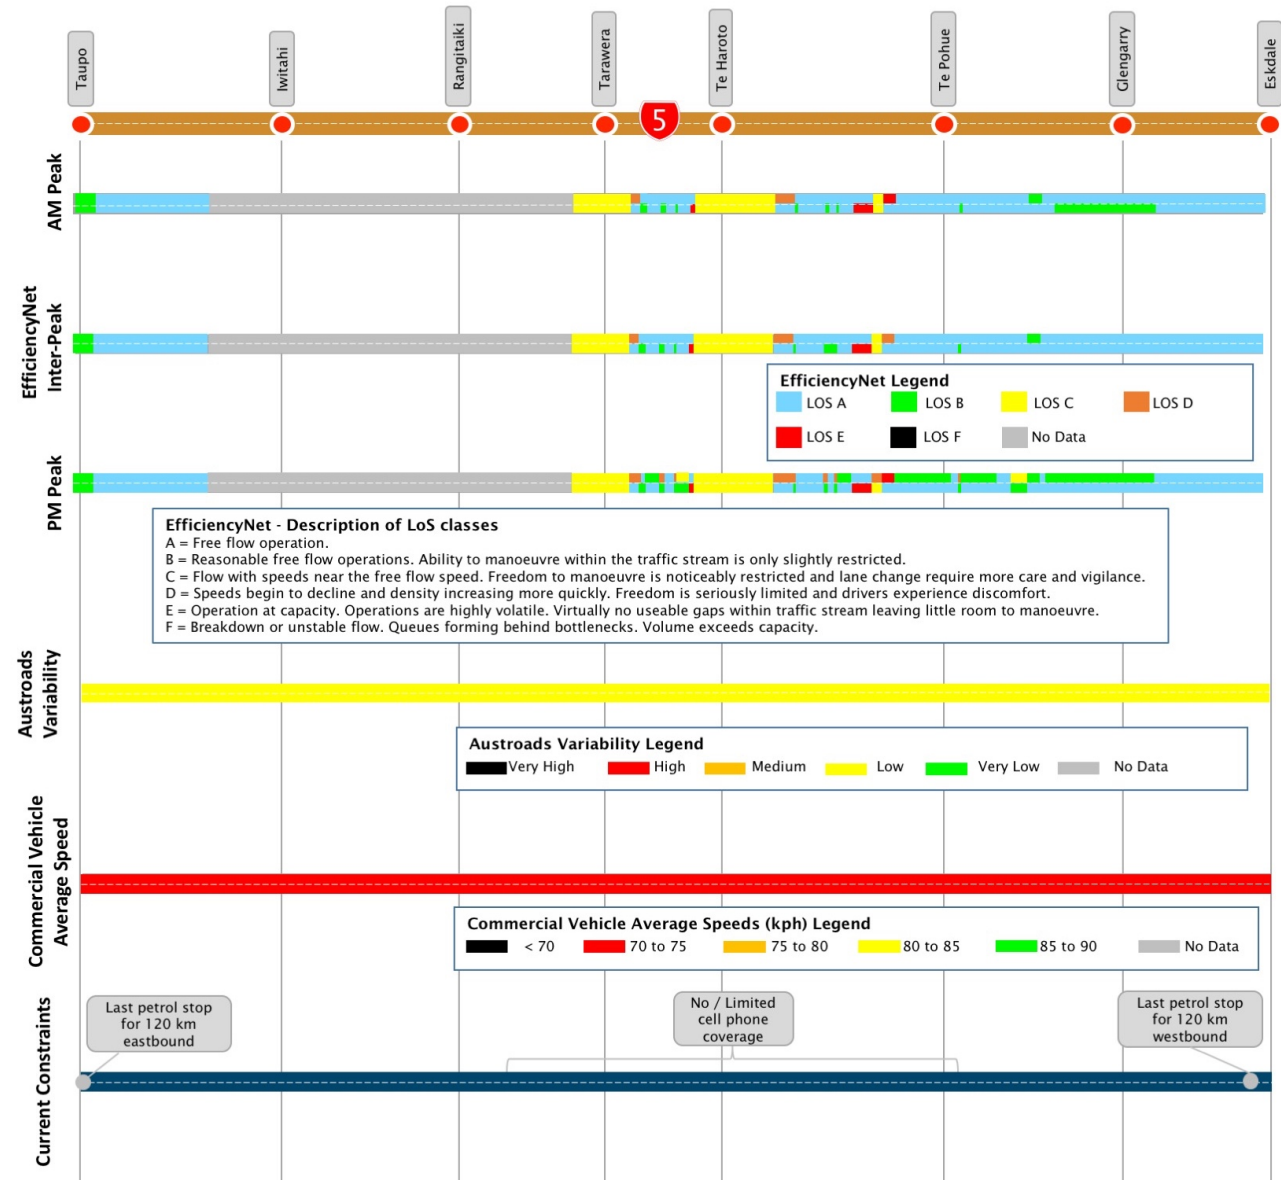 Taupo
Iwitahi
Rangitaiki
Tarawera
Te Haroto
Te Pohue
Glengarry
Eskdale
5
AM Peak
EfficiencyNet
Inter-Peak
EfficiencyNet Legend
LOS A
LOS B
LOS C
LOS D
LOS E
LOS F
No Data
PM Peak
EfficiencyNet - Description of LoS classes
A = Free flow operation.
B = Reasonable free flow operations. Ability to manoeuvre within the traffic stream is only slightly restricted.
C = Flow with speeds near the free flow speed. Freedom to manoeuvre is noticeably restricted and lane change require more care and vigilance.
D = Speeds begin to decline and density increasing more quickly. Freedom is seriously limited and drivers experience discomfort.
E = Operation at capacity. Operations are highly volatile. Virtually no useable gaps within traffic stream leaving little room to manoeuvre.
F = Breakdown or unstable flow. Queues forming behind bottlenecks. Volume exceeds capacity.
Austroads
Variability
Austroads Variability Legend
Very High
High
Medium
Low
Very Low
No Data
Commercial Vehicle
Average Speed
Commercial Vehicle Average Speeds (kph) Legend
< 70
70 to 75
75 to 80
80 to 85
85 to 90
No Data
Current Constraints
Last petrol stop
for 120 km
eastbound
No / Limited
cell phone
coverage
Last petrol stop
for 120 km
westbound